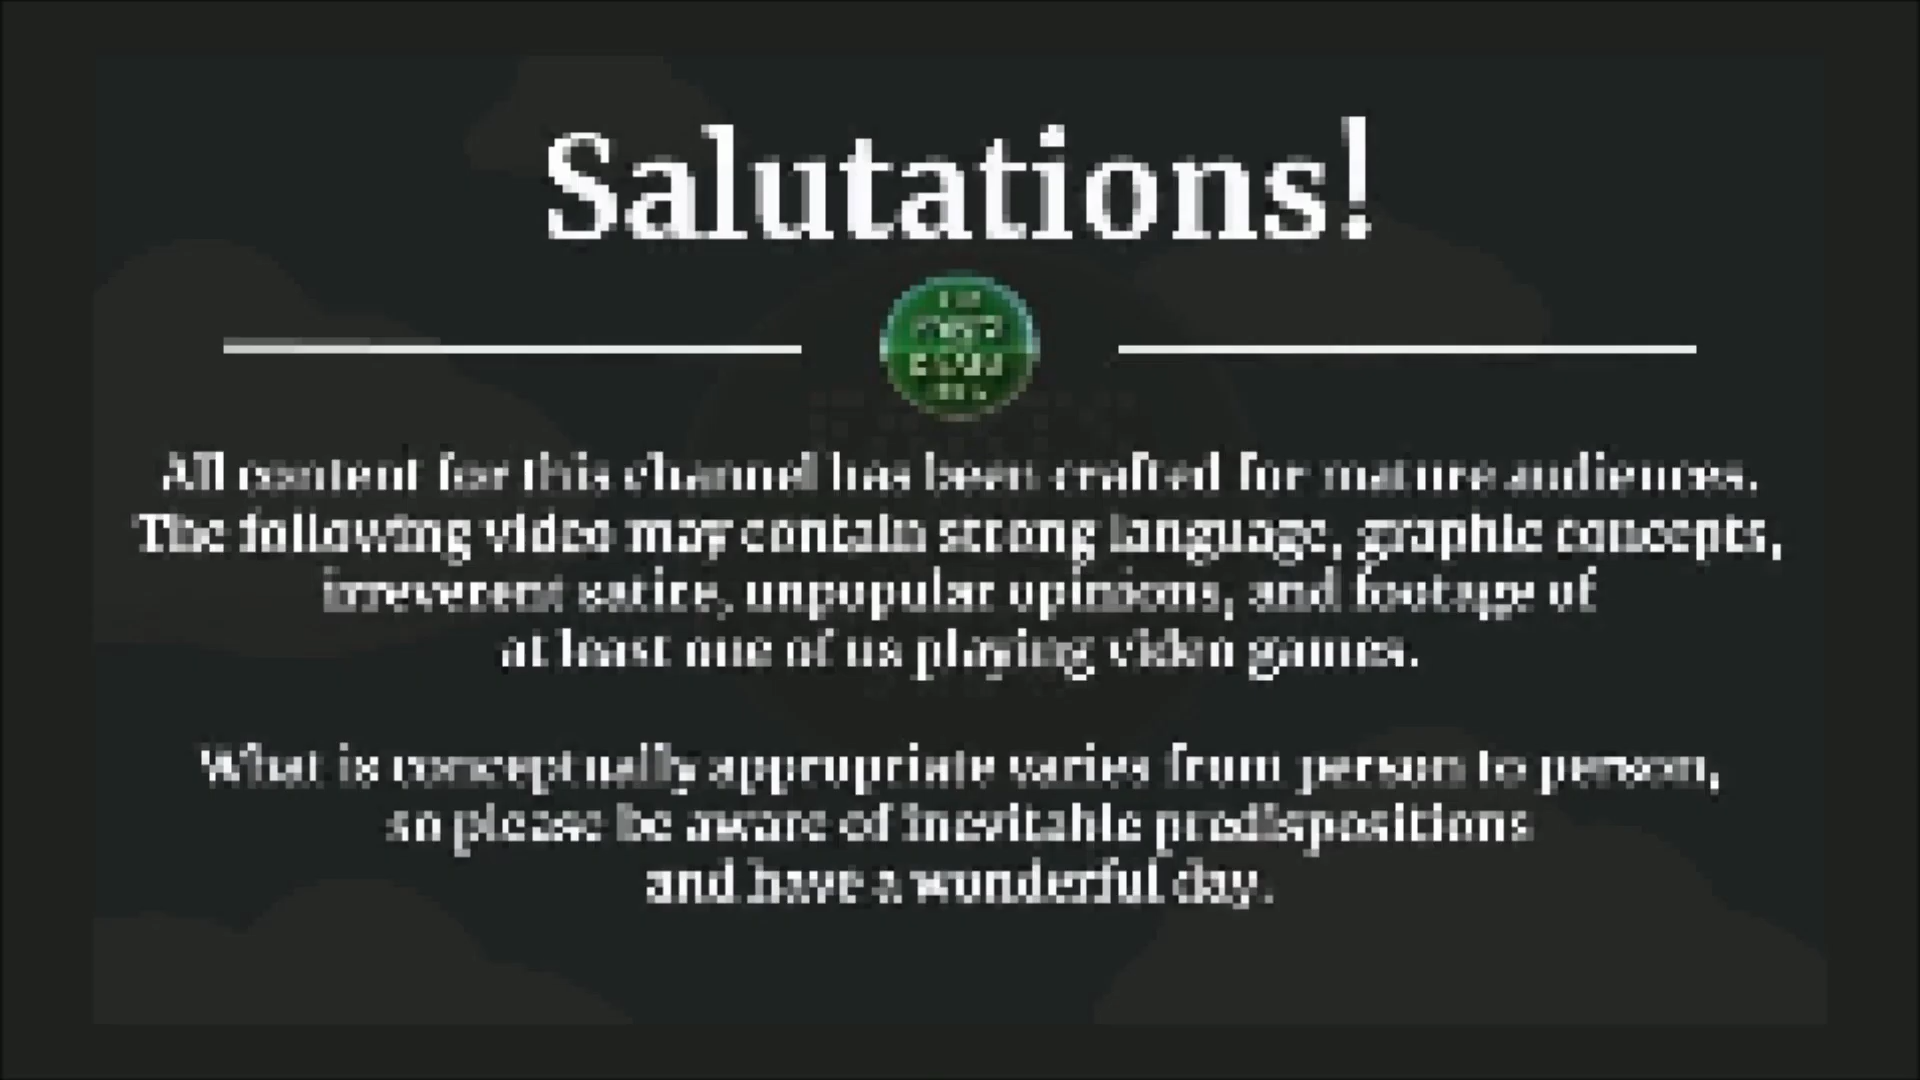 Salutations!
All content for this channel has been crafted for mature audiences.
The following video may contain strong language, graphic concepts,
irreverent satire, unpopular opinions, and footage of
at least one of us playing video games.
What is conceptually appropriate varies from person to person,
so please be aware of inevitable predispositions
and have a wonderful day.